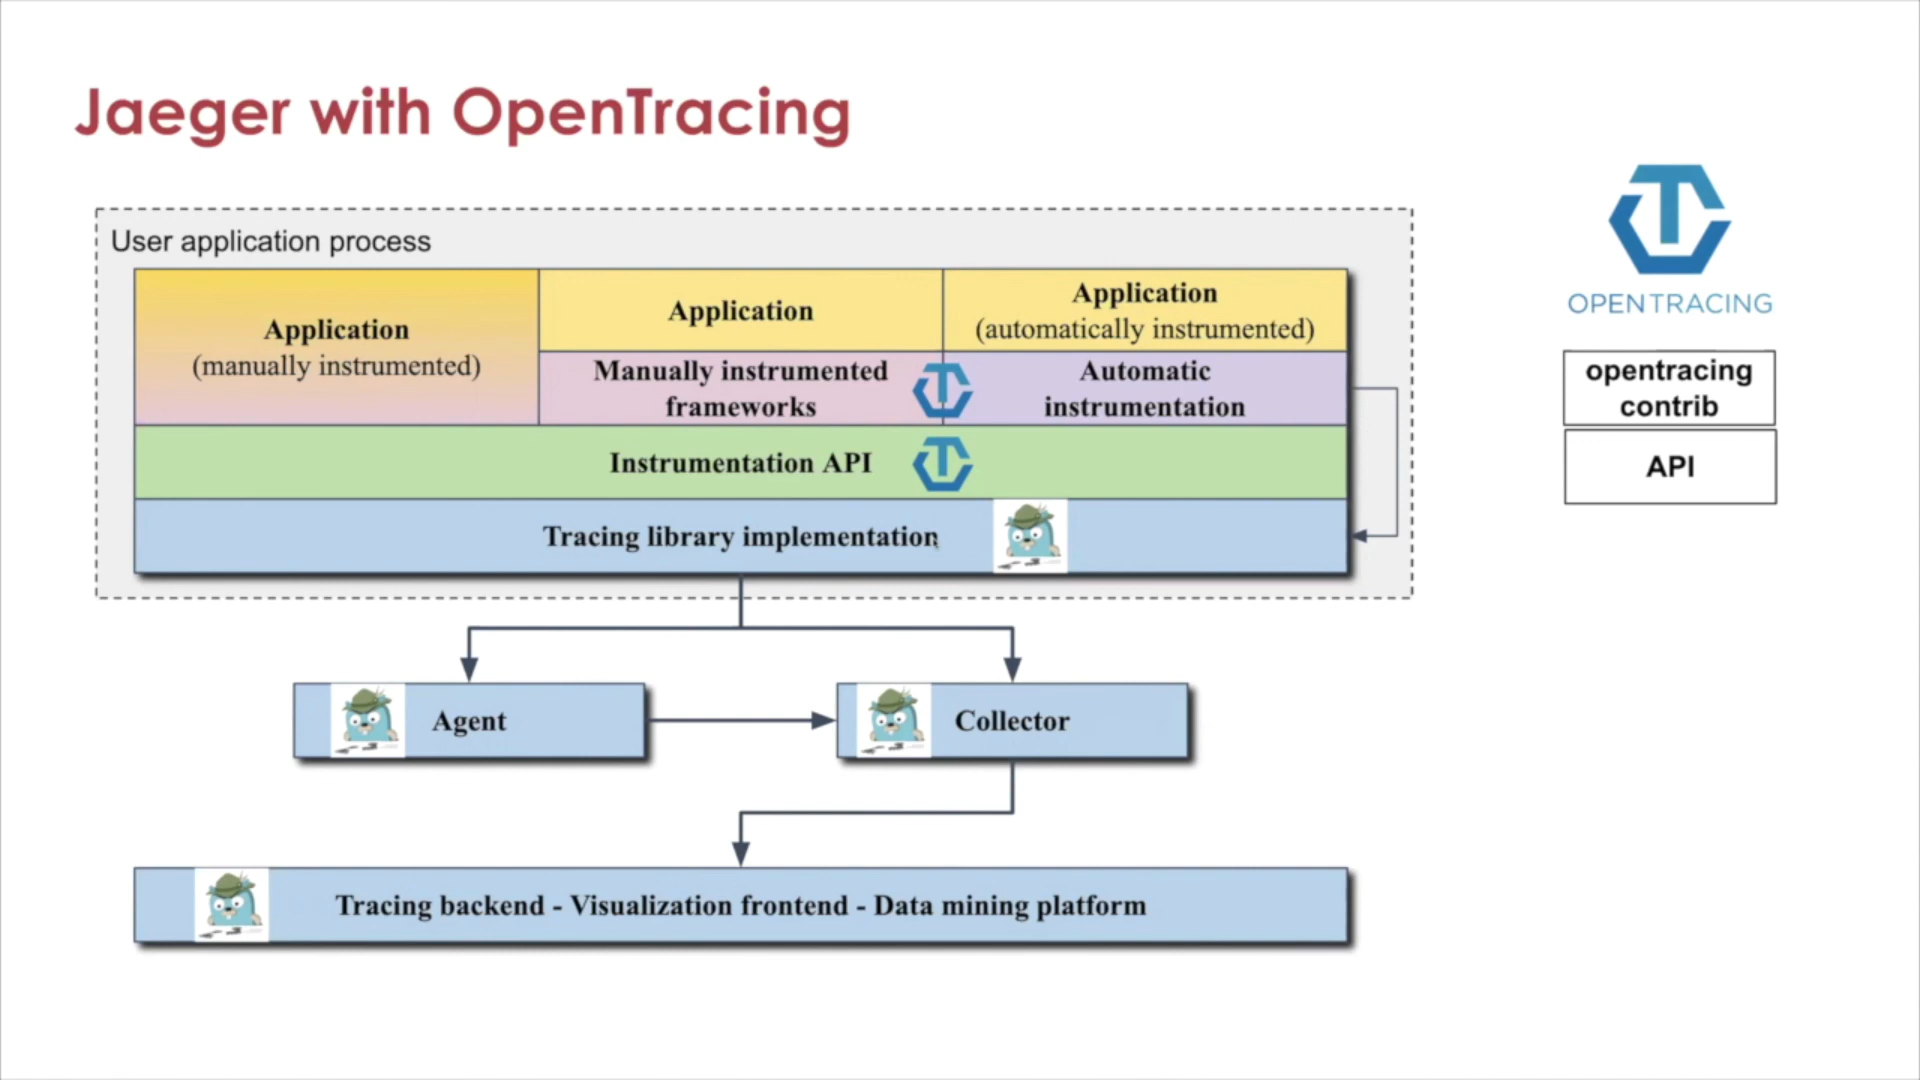 Jaeger with OpenTracing
User application process
Application
(manually instrumented)
Application
Application
(automatically instrumented)
Manually instrumented
frameworks
Automatic
instrumentation
Instrumentation API
Tracing library implementation
Agent
Collector
Tracing backend - Visualization frontend - Data mining platform
OPENTRACING
opentracing
contrib
API